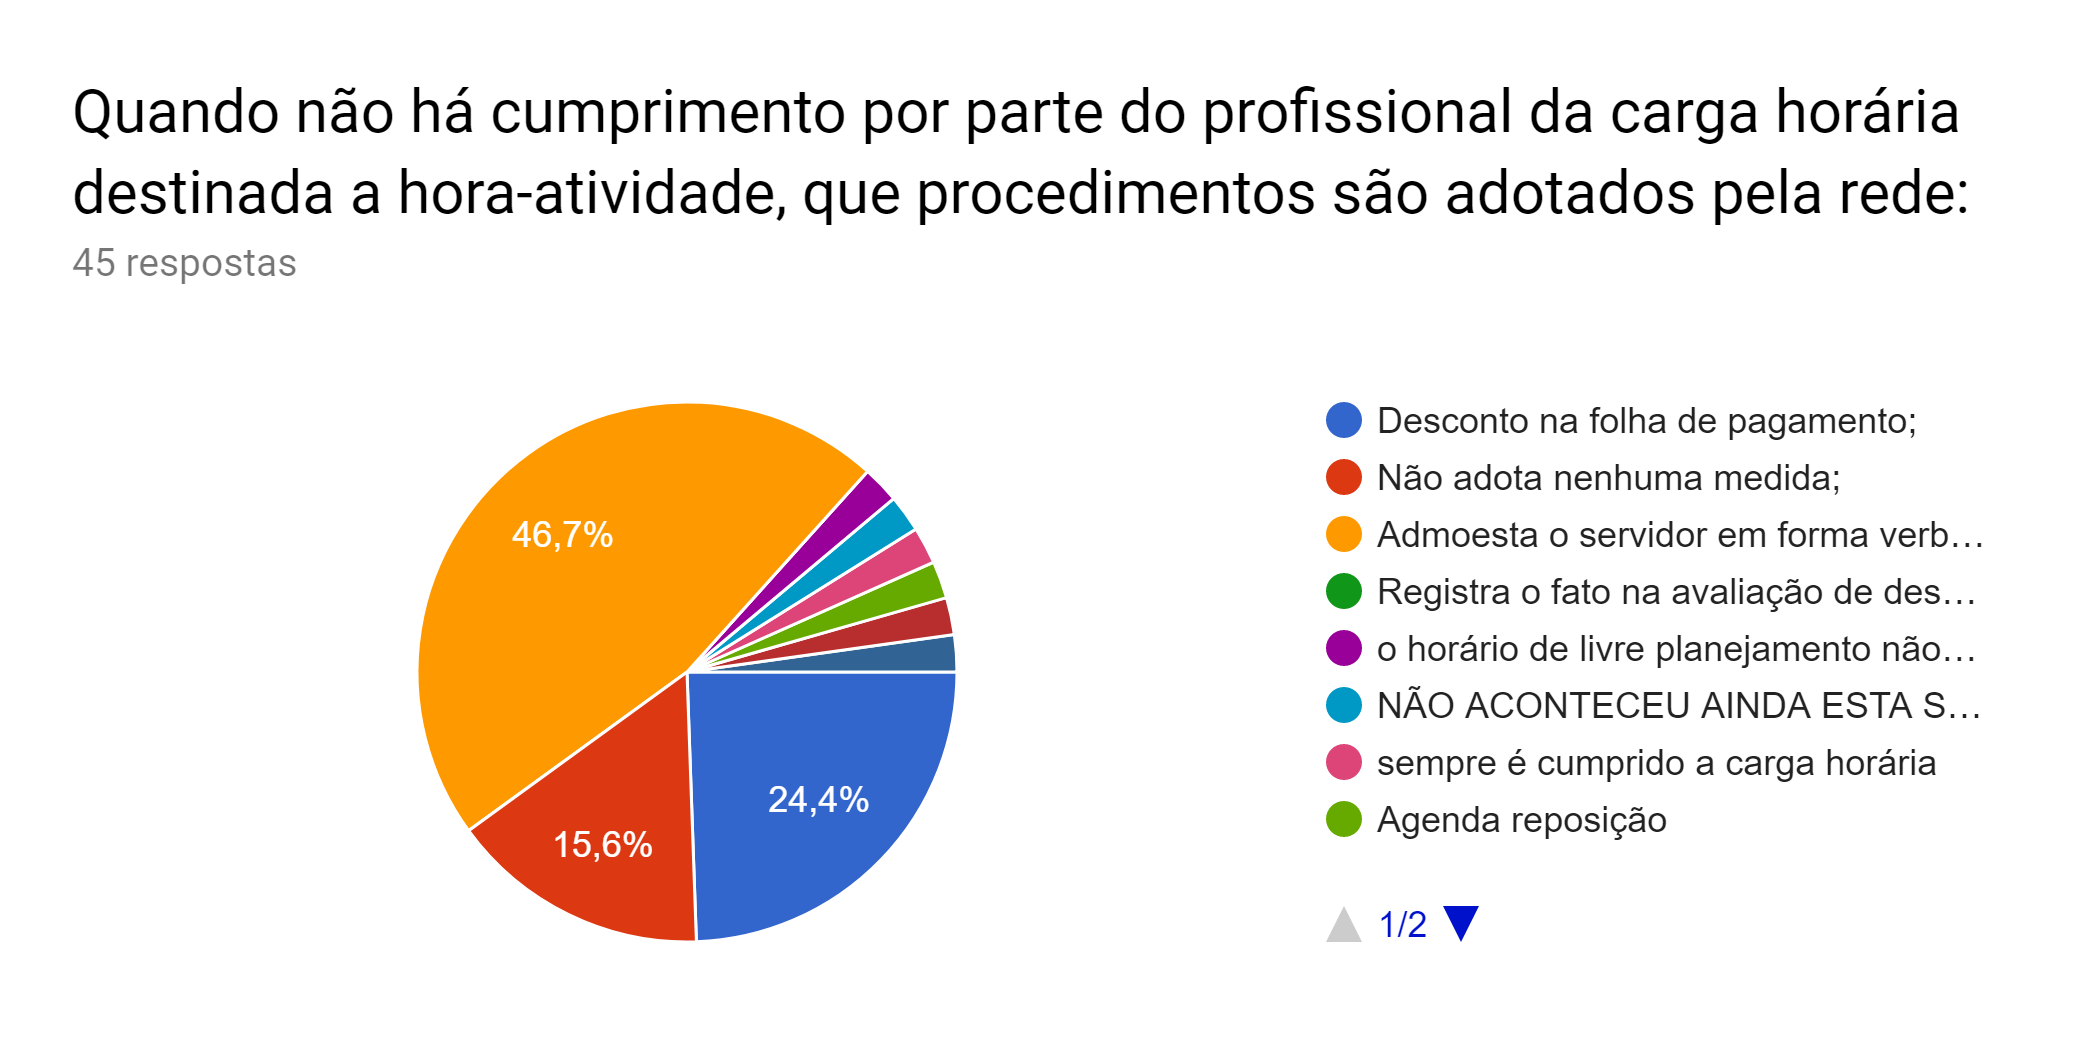 Quando não há cumprimento por parte do profissional da carga horária
destinada a hora-atividade, que procedimentos são adotados pela rede:
45 respostas
46,7%
24,4%
15,6%
Desconto na folha de pagamento;
Não adota nenhuma medida;
Admoesta o servidor em forma verb…
Registra o fato na avaliação de des…
o horário de livre planejamento não…
NÃO ACONTECEU AINDA ESTA S…
sempre é cumprido a carga horária
Agenda reposição
1/2